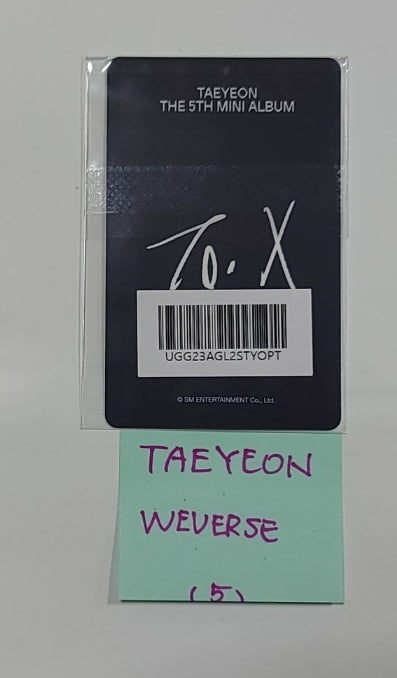 TAEYEON
THE 5TH MINI ALBUM
To. X
UGG23AGL2STYOPT
© SM ENTERTAINMENT Co., Ltd.
TAEYEON
WEVERSE
(5)